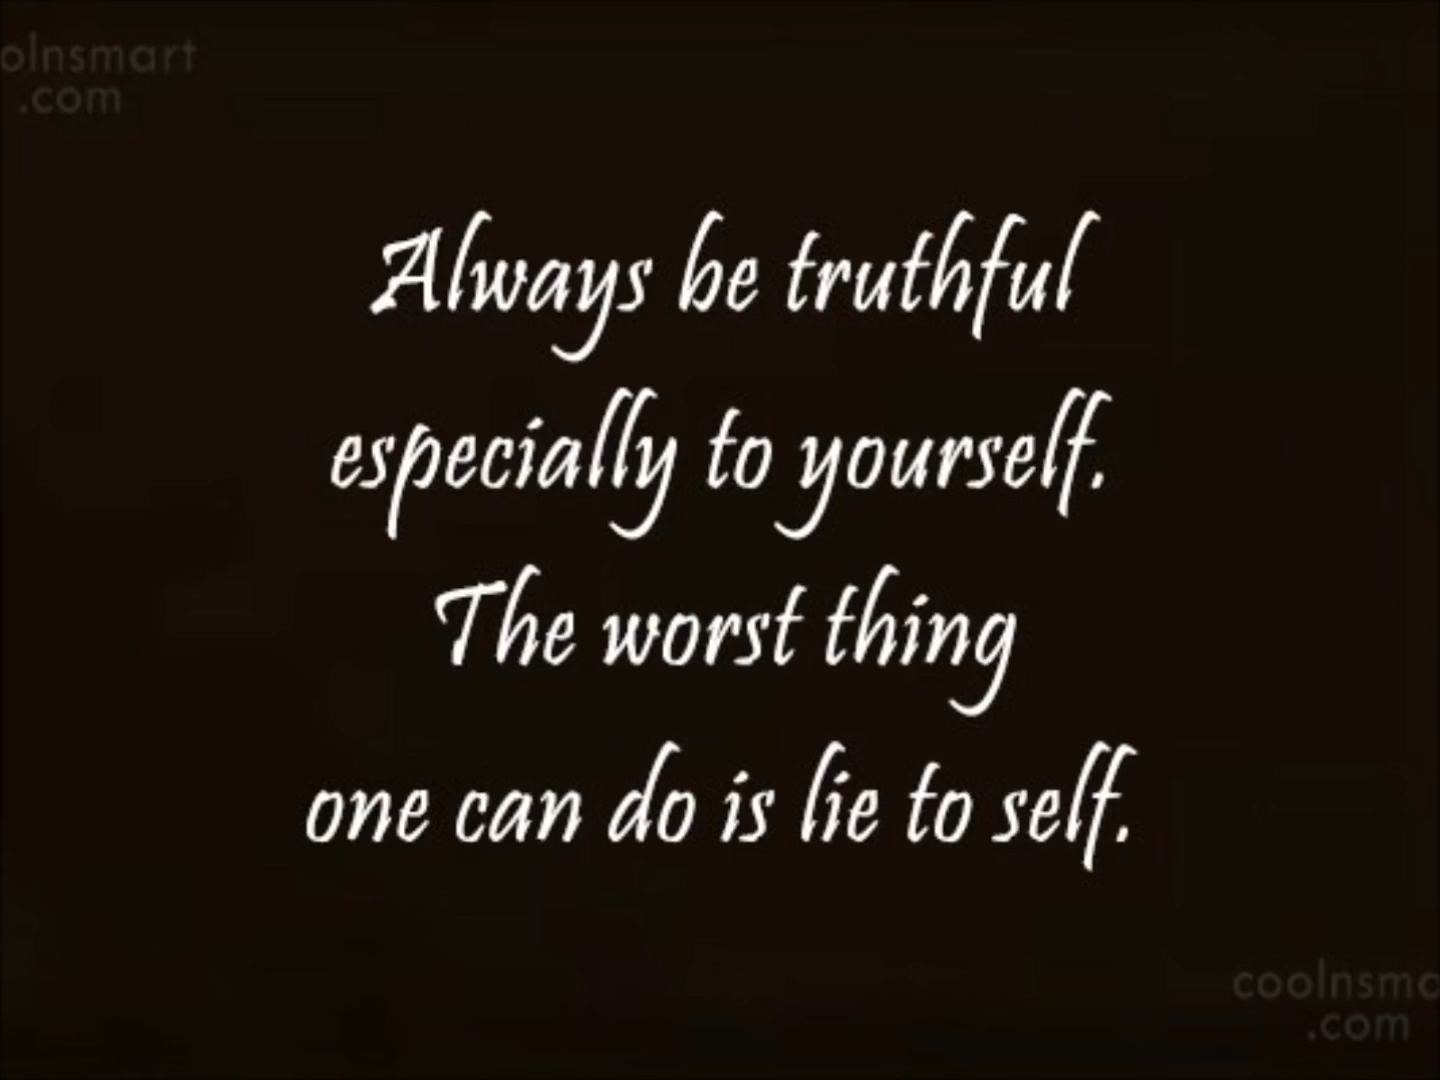 olnsmart
.com
Always be truthful
especially to yourself.
The worst thing
one can do is lie to self.
coolnsma
.com